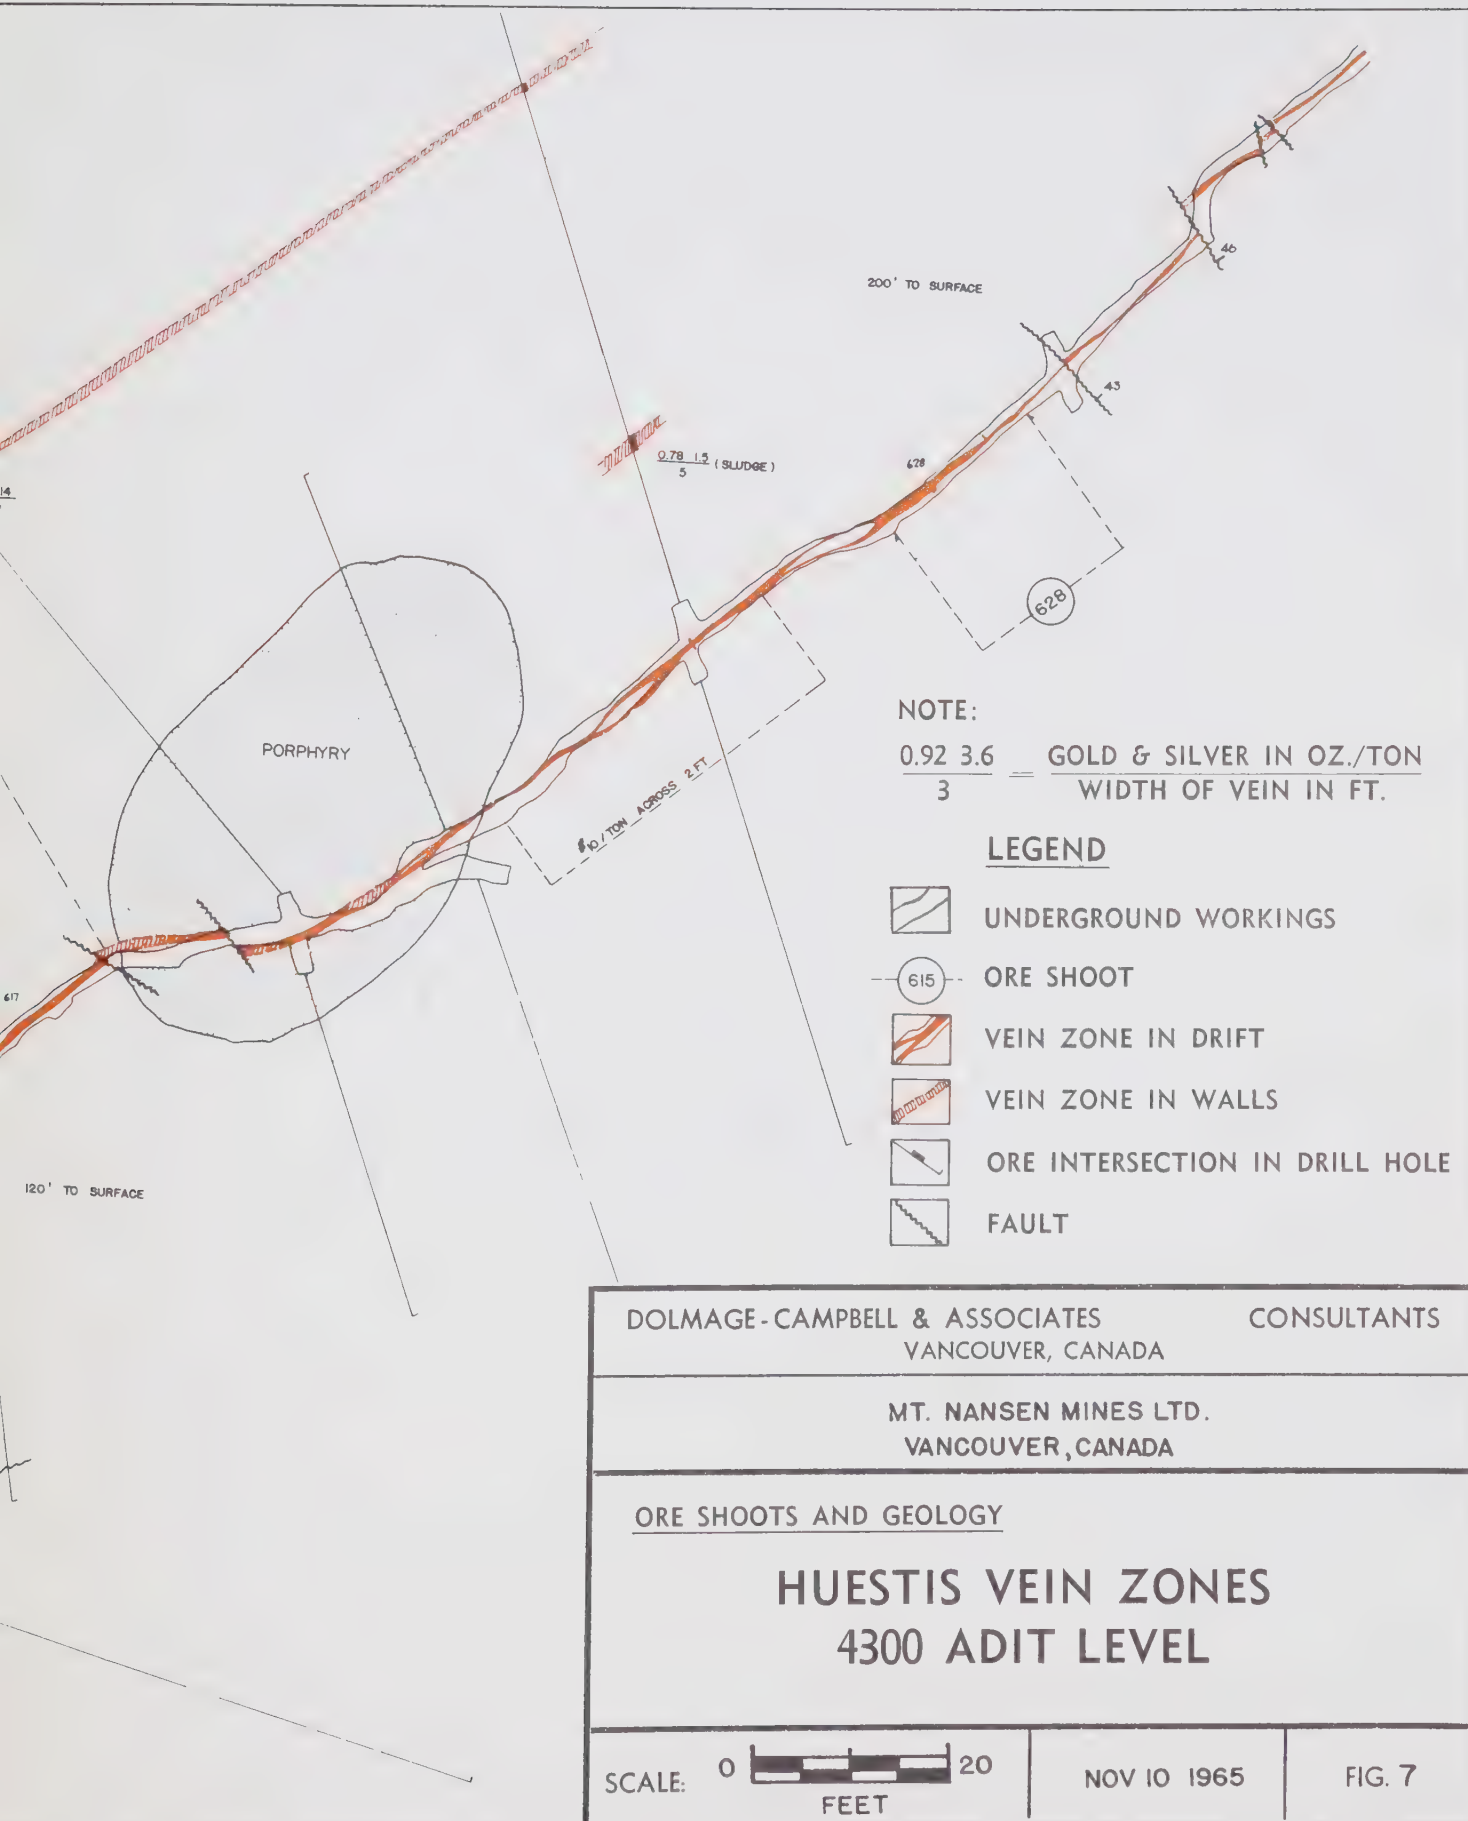 46
200' TO SURFACE
43
0.78 1.5 (SLUDGE)
5
628
14
628
NOTE:
0.92 3.6 = GOLD & SILVER IN OZ./TON
3 WIDTH OF VEIN IN FT.
PORPHYRY
$10/TON ACROSS 2 FT
LEGEND
UNDERGROUND WORKINGS
615 ORE SHOOT
617
VEIN ZONE IN DRIFT
VEIN ZONE IN WALLS
ORE INTERSECTION IN DRILL HOLE
120' TO SURFACE
FAULT
DOLMAGE-CAMPBELL & ASSOCIATES CONSULTANTS
VANCOUVER, CANADA
MT. NANSEN MINES LTD.
VANCOUVER, CANADA
ORE SHOOTS AND GEOLOGY
HUESTIS VEIN ZONES
4300 ADIT LEVEL
SCALE: 0 20
FEET
NOV 10 1965
FIG. 7